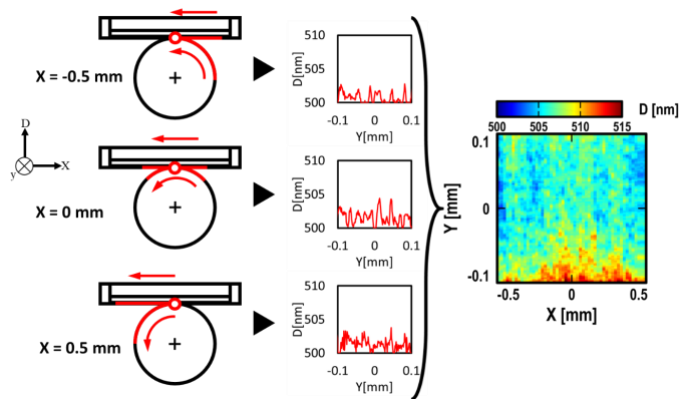 X = -0.5 mm
D[nm]
510
505
500
-0.1
0
0.1
Y[mm]
D
X
y
X = 0 mm
D[nm]
510
505
500
-0.1
0
0.1
Y[mm]
X = 0.5 mm
D[nm]
510
505
500
-0.1
0
0.1
Y[mm]
D [nm]
500 505 510 515
Y [mm]
0.1
0
-0.1
-0.5 0 0.5
X [mm]